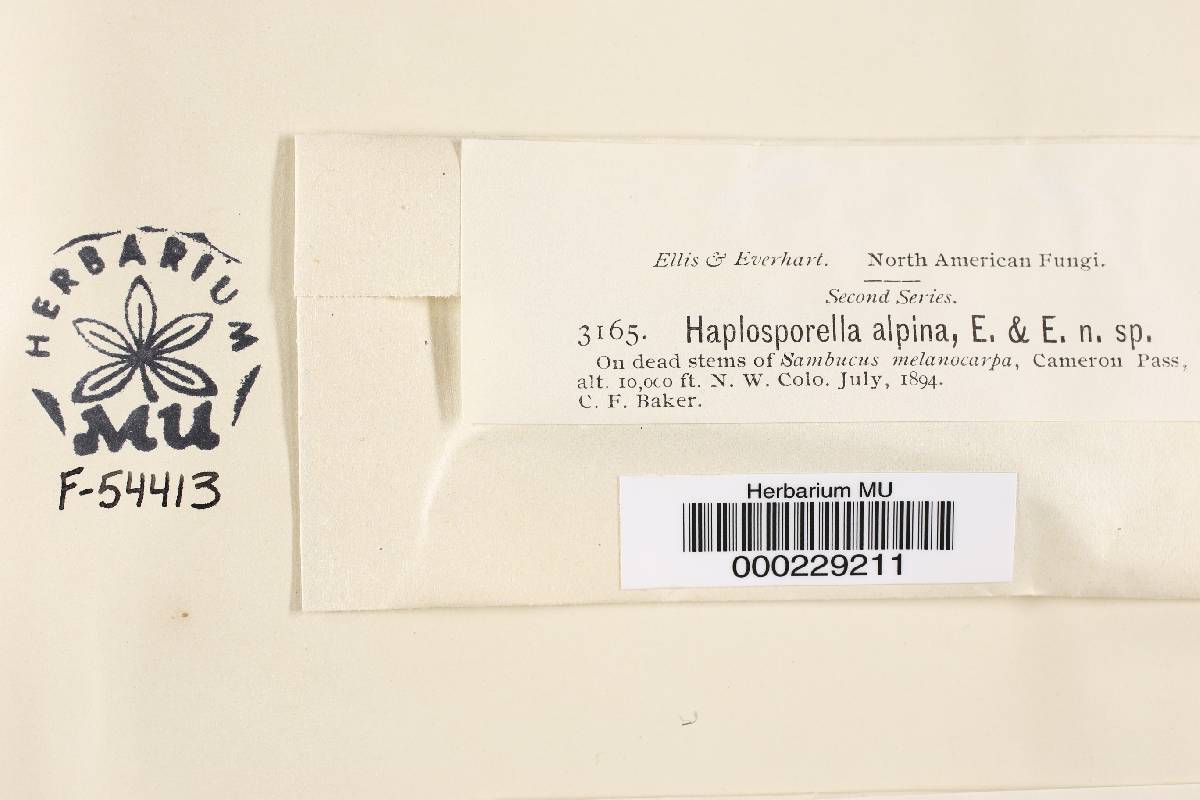 HERBARIUM
MU
F-54413
Ellis & Everhart. North American Fungi.
Second Series.
3165. Haplosporella alpina, E. & E. n. sp.
On dead stems of Sambucus melanocarpa, Cameron Pass,
alt. 10,000 ft. N. W. Colo. July, 1894.
C. F. Baker.
Herbarium MU
000229211